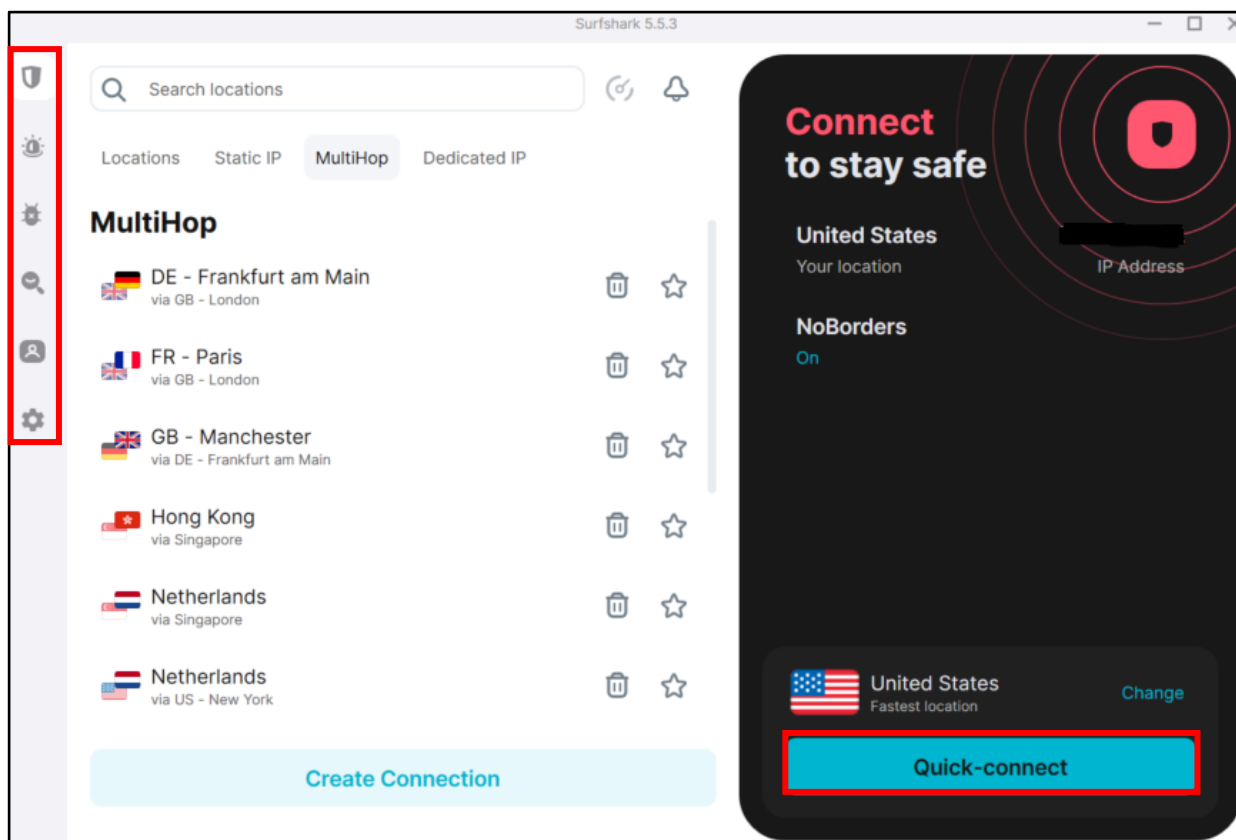 Surfshark 5.5.3
Search locations
Locations Static IP MultiHop Dedicated IP
MultiHop
DE - Frankfurt am Main
via GB - London
FR - Paris
via GB - London
GB - Manchester
via DE - Frankfurt am Main
Hong Kong
via Singapore
Netherlands
via Singapore
Netherlands
via US - New York
Create Connection
Connect
to stay safe
United States
Your location
IP Address
NoBorders
On
United States
Fastest location
Change
Quick-connect